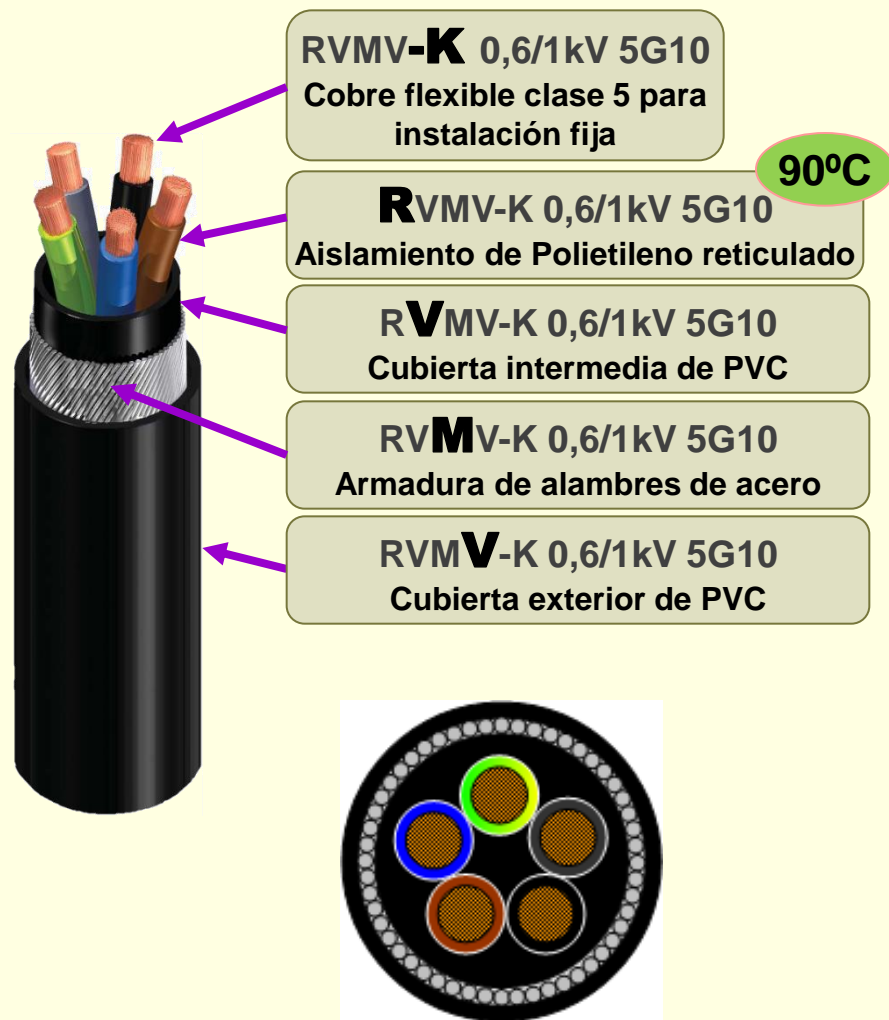 RVMV-K 0,6/1kV 5G10
Cobre flexible clase 5 para
instalación fija
90ºC
RVMV-K 0,6/1kV 5G10
Aislamiento de Polietileno reticulado
RVMV-K 0,6/1kV 5G10
Cubierta intermedia de PVC
RVMV-K 0,6/1kV 5G10
Armadura de alambres de acero
RVMV-K 0,6/1kV 5G10
Cubierta exterior de PVC